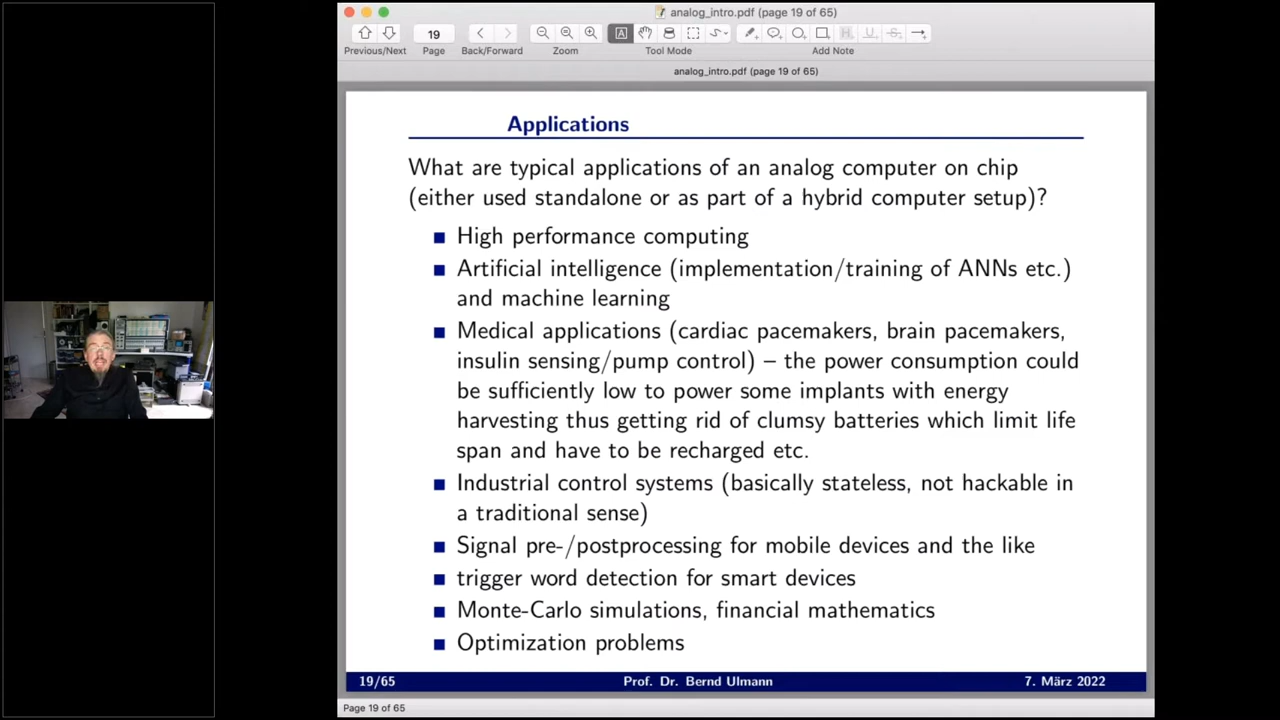 analog_intro.pdf (page 19 of 65)
19
A
Previous/Next Page Back/Forward Zoom Tool Mode Add Note
analog_intro.pdf (page 19 of 65)
Applications
What are typical applications of an analog computer on chip
(either used standalone or as part of a hybrid computer setup)?
High performance computing
Artificial intelligence (implementation/training of ANNs etc.)
and machine learning
Medical applications (cardiac pacemakers, brain pacemakers,
insulin sensing/pump control) – the power consumption could
be sufficiently low to power some implants with energy
harvesting thus getting rid of clumsy batteries which limit life
span and have to be recharged etc.
Industrial control systems (basically stateless, not hackable in
a traditional sense)
Signal pre-/postprocessing for mobile devices and the like
trigger word detection for smart devices
Monte-Carlo simulations, financial mathematics
Optimization problems
19/65 Prof. Dr. Bernd Ulmann 7. März 2022
Page 19 of 65